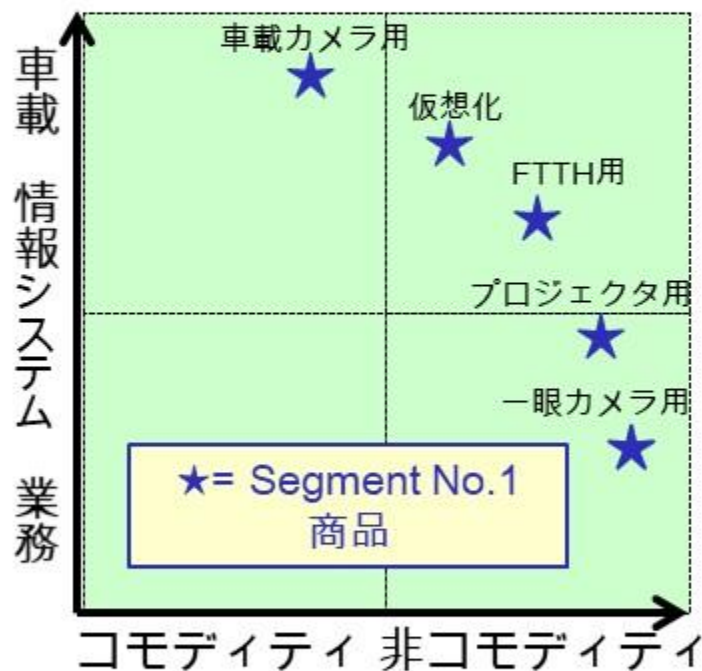 車載カメラ用
仮想化
FTTH用
プロジェクタ用
一眼カメラ用
★= Segment No.1
商品
車載 情報システム 業務
コモディティ 非コモディティ